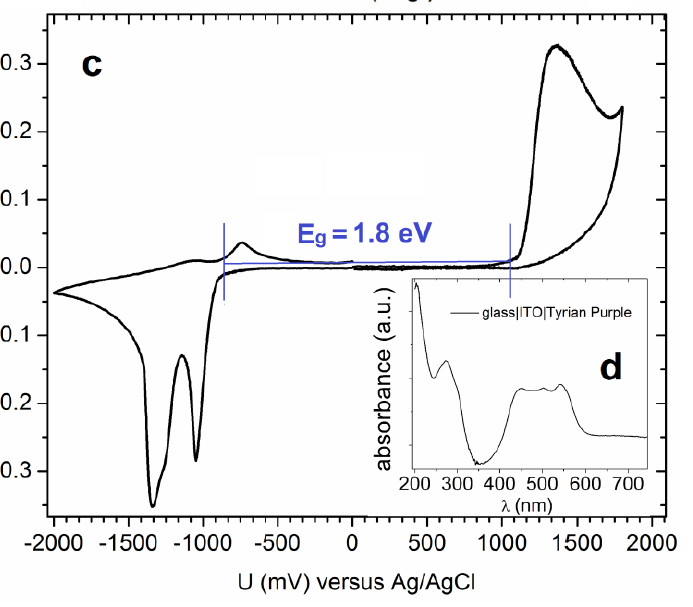 c
0.3
0.2
0.1
0.0
0.1
0.2
0.3
Eg = 1.8 eV
glass|ITO|Tyrian Purple
d
absorbance (a.u.)
200 300 400 500 600 700
λ (nm)
-2000 -1500 -1000 -500 0 500 1000 1500 2000
U (mV) versus Ag/AgCl